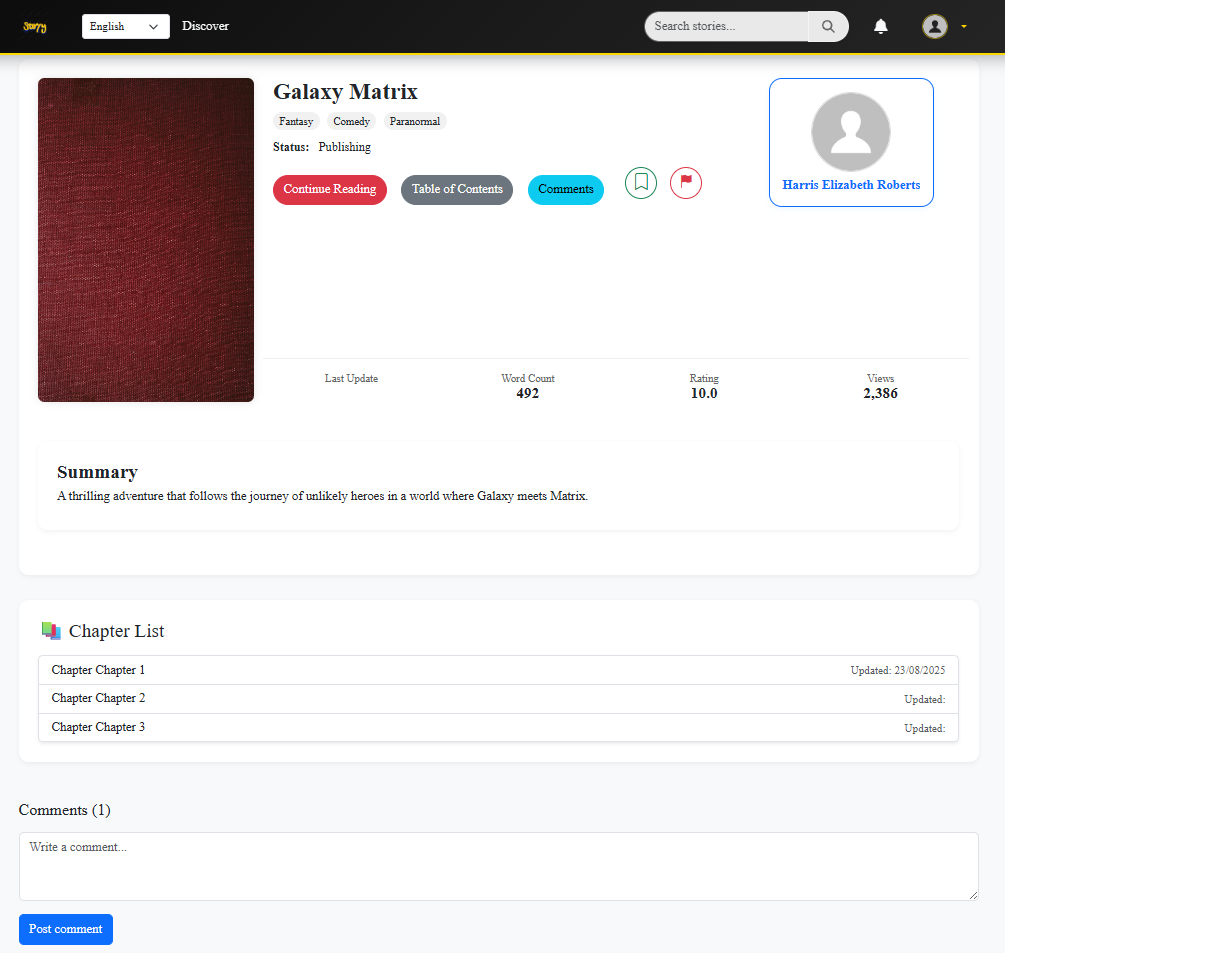 Story
English
Discover
Search stories...
Galaxy Matrix
Fantasy Comedy Paranormal
Status: Publishing
Continue Reading Table of Contents Comments
Harris Elizabeth Roberts
Last Update
Word Count
492
Rating
10.0
Views
2,386
Summary
A thrilling adventure that follows the journey of unlikely heroes in a world where Galaxy meets Matrix.
Chapter List
Chapter Chapter 1 Updated: 23/08/2025
Chapter Chapter 2 Updated:
Chapter Chapter 3 Updated:
Comments (1)
Write a comment...
Post comment